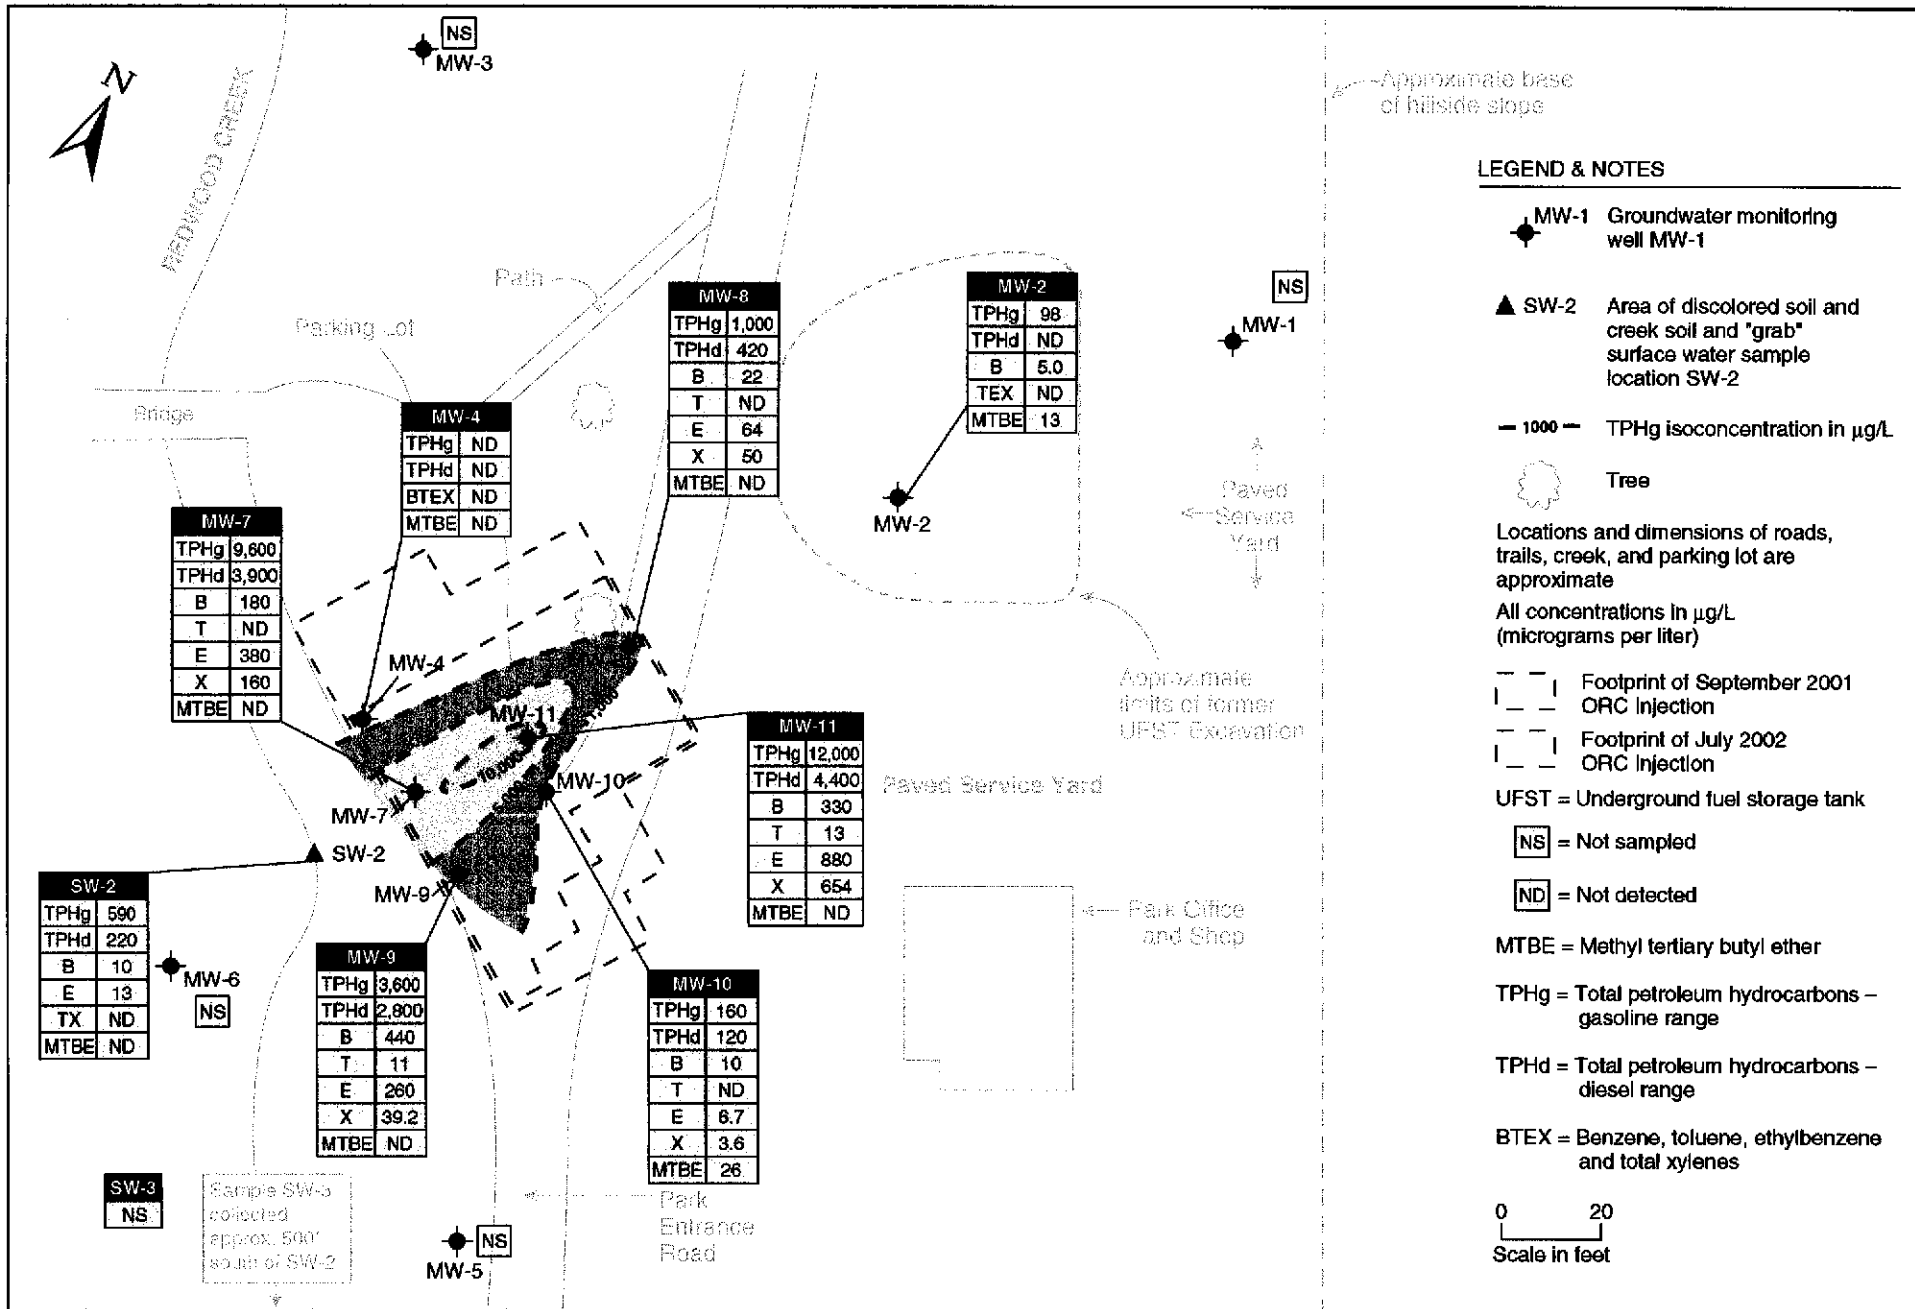 N
REDWOOD CREEK
NS
MW-3
Approximate base
of hillside slope
Path
Parking Lot
Bridge
MW-8
TPHg 1,000
TPHd 420
B 22
T ND
E 64
X 50
MTBE ND
MW-2
TPHg 98
TPHd ND
B 5.0
TEX ND
MTBE 13
MW-2
NS
MW-1
Paved
Service
Yard
MW-4
TPHg ND
TPHd ND
BTEX ND
MTBE ND
MW-7
TPHg 9,600
TPHd 3,900
B 180
T ND
E 380
X 160
MTBE ND
MW-4
MW-11
1,000
10,000
5,000
MW-10
MW-7
SW-2
MW-9
Approximate
limits of former
UFST Excavation
MW-11
TPHg 12,000
TPHd 4,400
B 330
T 13
E 880
X 654
MTBE ND
Paved Service Yard
Park Office
and Shop
SW-2
TPHg 590
TPHd 220
B 10
E 13
TX ND
MTBE ND
MW-6
NS
MW-9
TPHg 3,600
TPHd 2,800
B 440
T 11
E 260
X 39.2
MTBE ND
MW-10
TPHg 160
TPHd 120
B 10
T ND
E 6.7
X 3.6
MTBE 26
SW-3
NS
Sample SW-3
collected
approx. 500'
south of SW-2
NS
MW-5
Park
Entrance
Road
LEGEND & NOTES
MW-1 Groundwater monitoring
well MW-1
SW-2 Area of discolored soil and
creek soil and "grab"
surface water sample
location SW-2
1000 TPHg isoconcentration in µg/L
Tree
Locations and dimensions of roads,
trails, creek, and parking lot are
approximate
All concentrations in µg/L
(micrograms per liter)
Footprint of September 2001
ORC Injection
Footprint of July 2002
ORC Injection
UFST = Underground fuel storage tank
NS = Not sampled
ND = Not detected
MTBE = Methyl tertiary butyl ether
TPHg = Total petroleum hydrocarbons –
gasoline range
TPHd = Total petroleum hydrocarbons –
diesel range
BTEX = Benzene, toluene, ethylbenzene
and total xylenes
0 20
Scale in feet